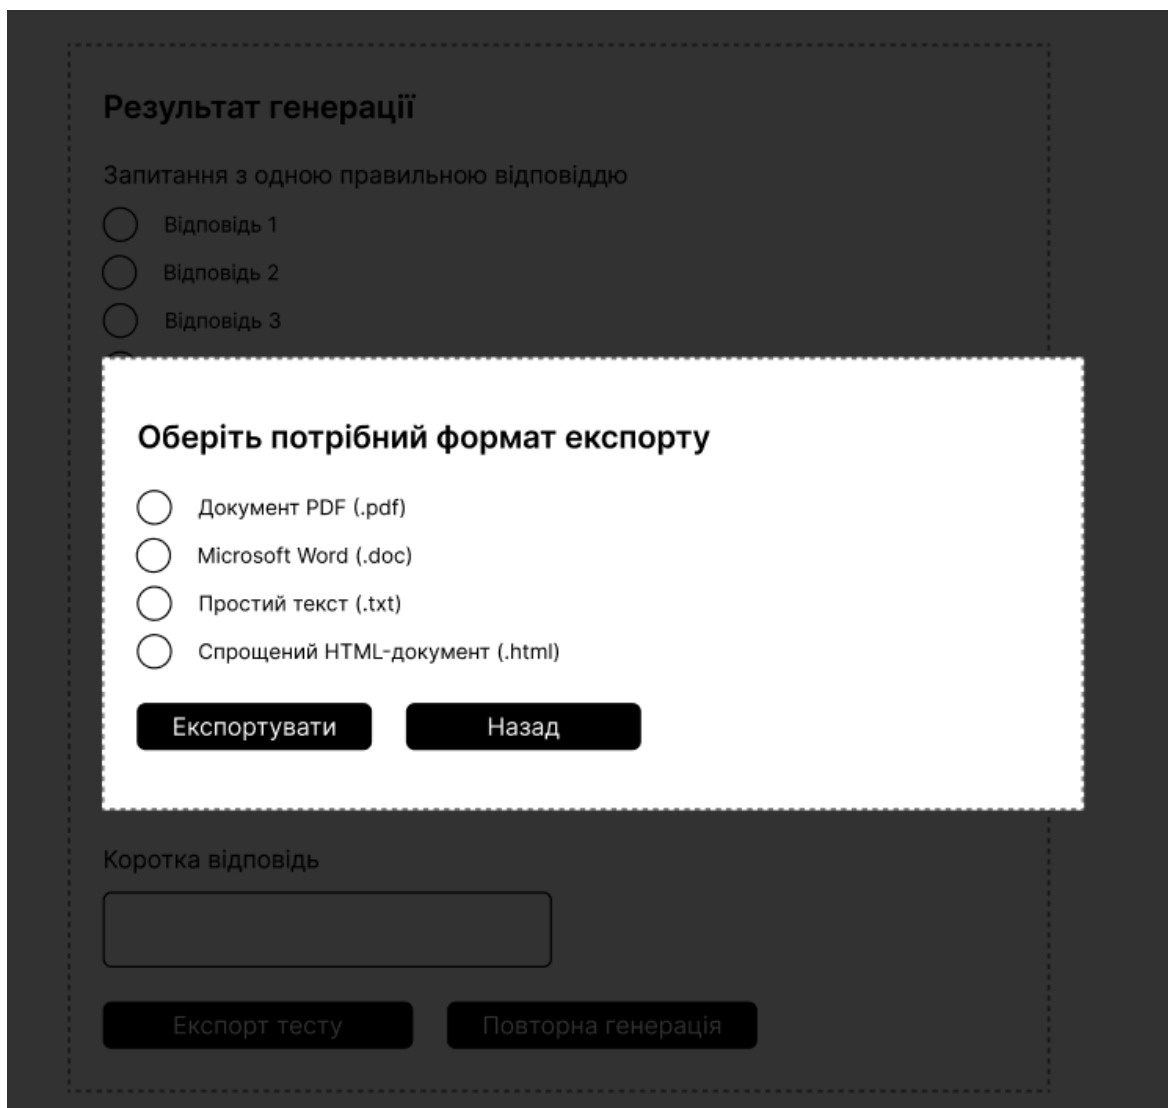 Результат генерації
Запитання з одною правильною відповіддю
Відповідь 1
Відповідь 2
Відповідь 3
Оберіть потрібний формат експорту
Документ PDF (.pdf)
Microsoft Word (.doc)
Простий текст (.txt)
Спрощений HTML-документ (.html)
Експортувати
Назад
Коротка відповідь
Експорт тесту
Повторна генерація